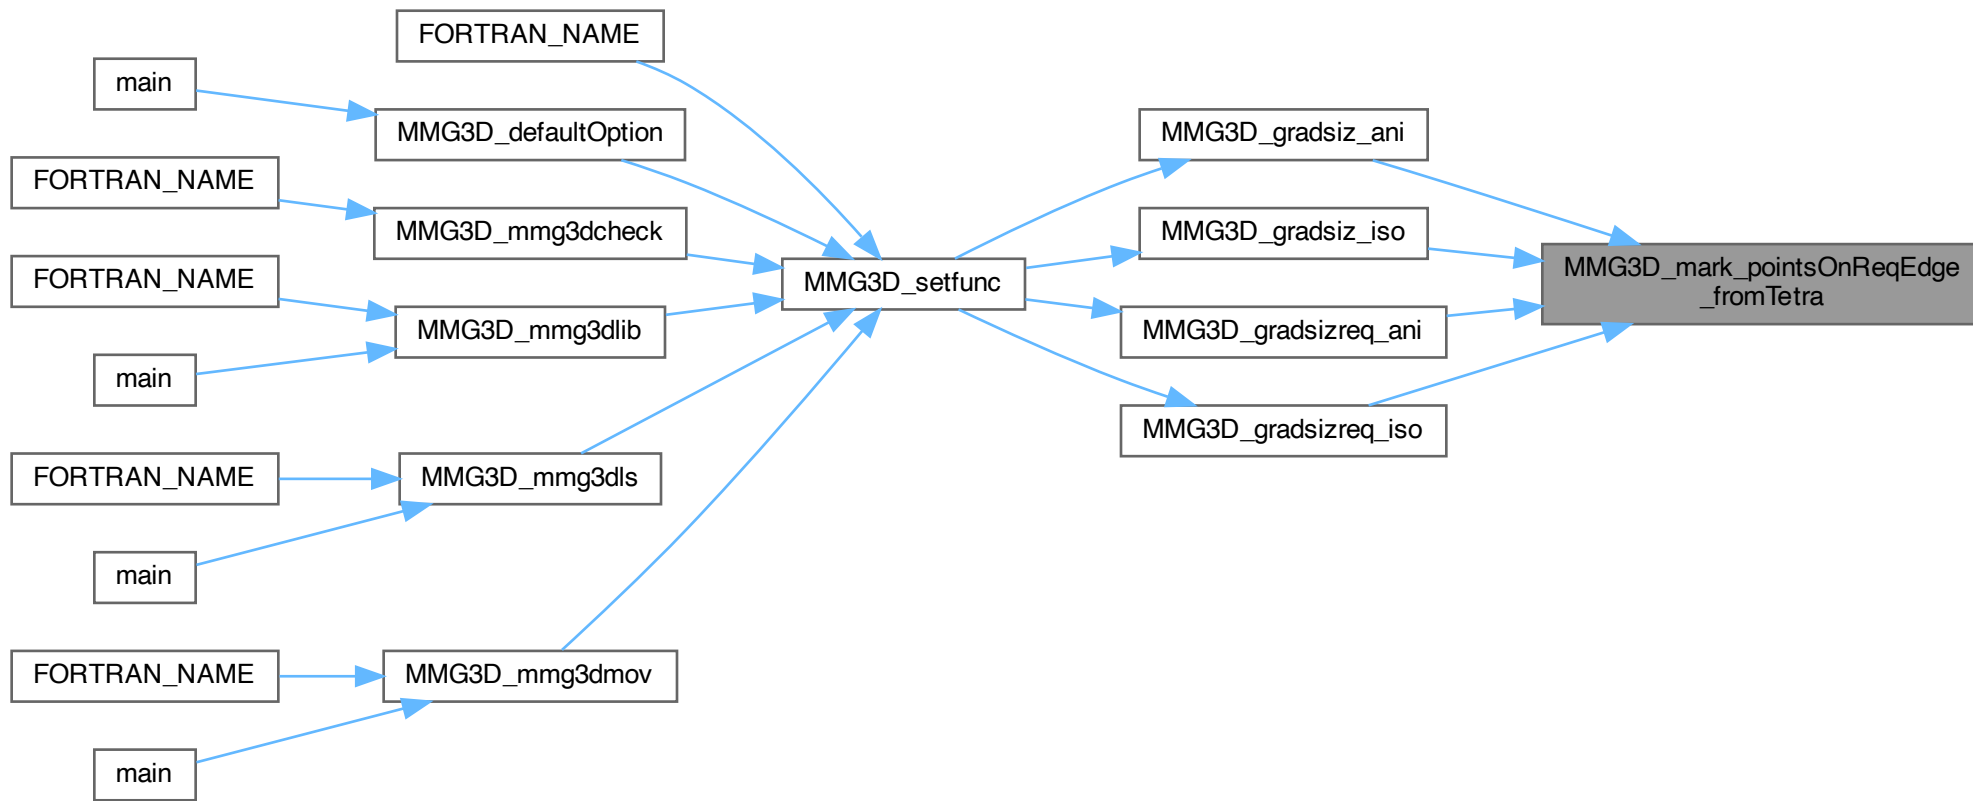 FORTRAN_NAME
main
MMG3D_defaultOption
MMG3D_gradsiz_ani
FORTRAN_NAME
MMG3D_mmg3dcheck
MMG3D_gradsiz_iso
MMG3D_mark_pointsOnReqEdge
_fromTetra
FORTRAN_NAME
MMG3D_setfunc
MMG3D_mmg3dlib
MMG3D_gradsizreq_ani
main
MMG3D_gradsizreq_iso
FORTRAN_NAME
MMG3D_mmg3dls
main
FORTRAN_NAME
MMG3D_mmg3dmov
main